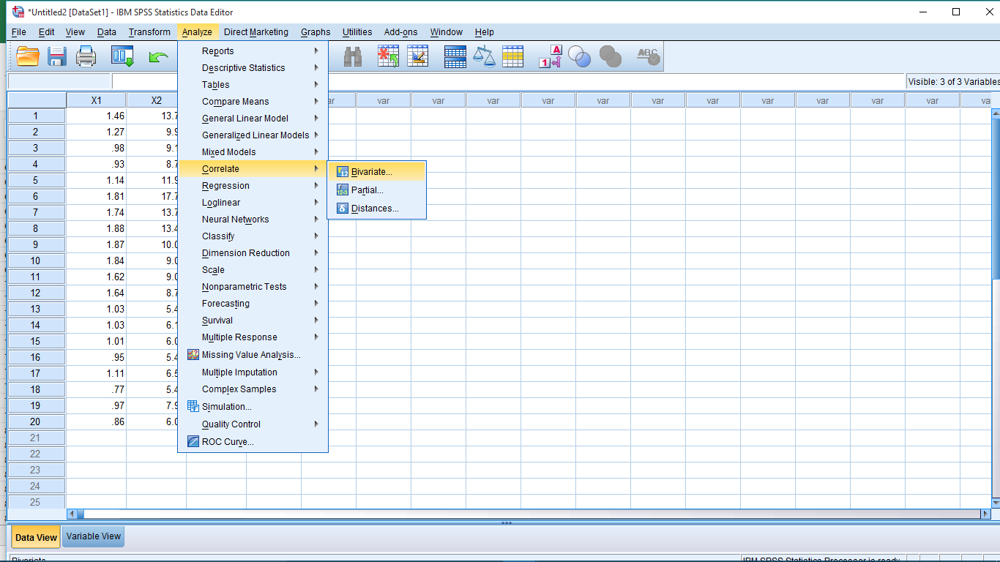 *Untitled2 [DataSet1] - IBM SPSS Statistics Data Editor
File Edit View Data Transform Analyze Direct Marketing Graphs Utilities Add-ons Window Help
A
1
ABC
Visible: 3 of 3 Variables
X1 X2 var var var var var var var var var var var
1 1.46 13.7
2 1.27 9.9
3 .98 9.1
4 .93 8.7
5 1.14 11.9
6 1.81 17.7
7 1.74 13.7
8 1.88 13.4
9 1.87 10.0
10 1.84 9.0
11 1.62 9.0
12 1.64 8.7
13 1.03 5.4
14 1.03 6.1
15 1.01 6.0
16 .95 5.4
17 1.11 6.5
18 .77 5.4
19 .97 7.9
20 .86 6.0
21
22
23
24
25
Reports
Descriptive Statistics
Tables
Compare Means
General Linear Model
Generalized Linear Models
Mixed Models
Correlate
Regression
Loglinear
Neural Networks
Classify
Dimension Reduction
Scale
Nonparametric Tests
Forecasting
Survival
Multiple Response
Missing Value Analysis...
Multiple Imputation
Complex Samples
Simulation...
Quality Control
ROC Curve...
Bivariate...
Partial...
Distances...
Data View Variable View
Bivariate IBM SPSS Statistics Processor is ready